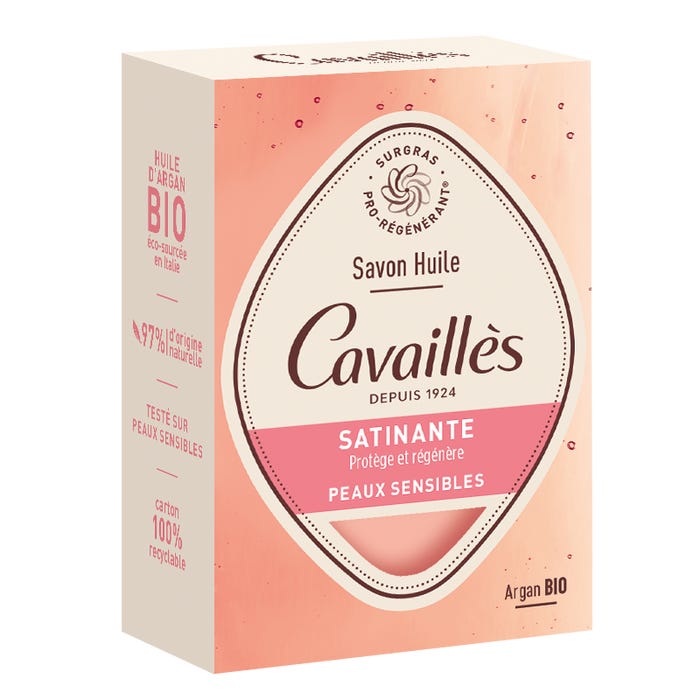 Cavaillès
HUILE
D'ARGAN
BIO
éco-sourcée
en Italie
97% d'origine
naturelle
TESTÉ SUR
PEAUX SENSIBLES
carton
100%
recyclable
SURGRAS
PRO-RÉGÉNÉRANT®
Savon Huile
Cavaillès
DEPUIS 1924
SATINANTE
Protège et régénère
PEAUX SENSIBLES
Argan BIO